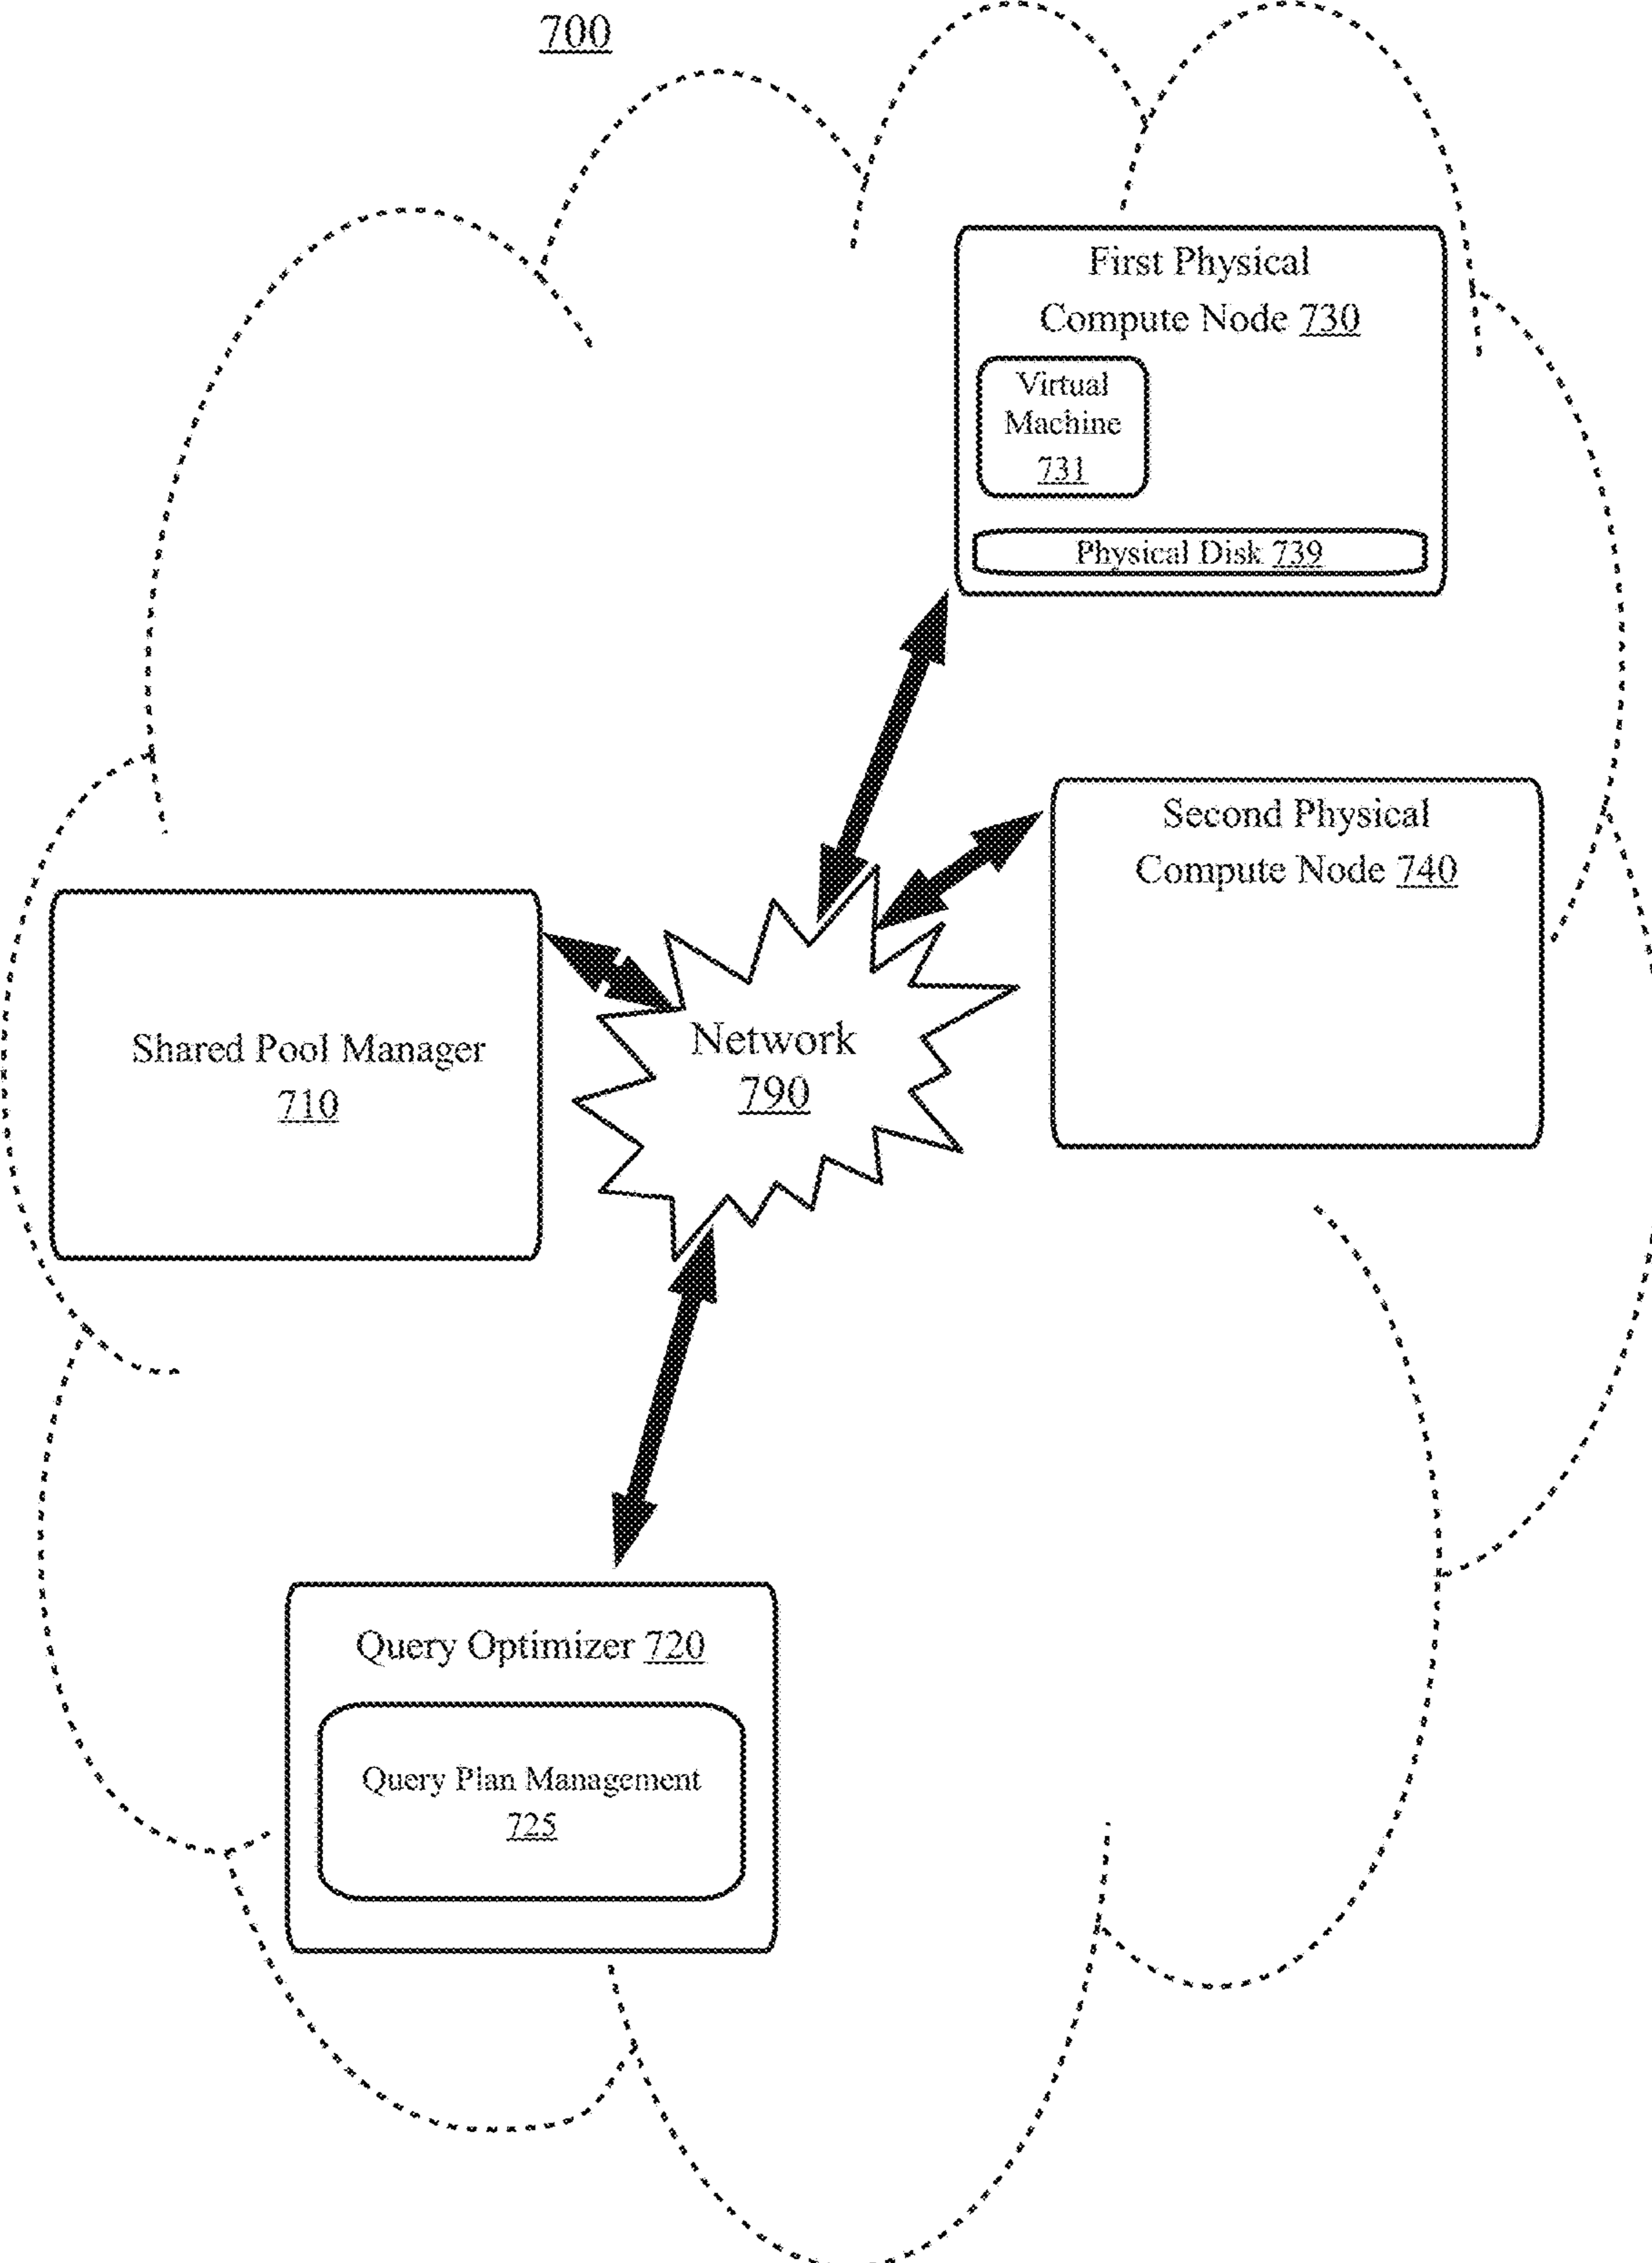 700
First Physical
Compute Node 730
Virtual
Machine
731
Physical Disk 739
Second Physical
Compute Node 740
Shared Pool Manager
710
Network
790
Query Optimizer 720
Query Plan Management
725